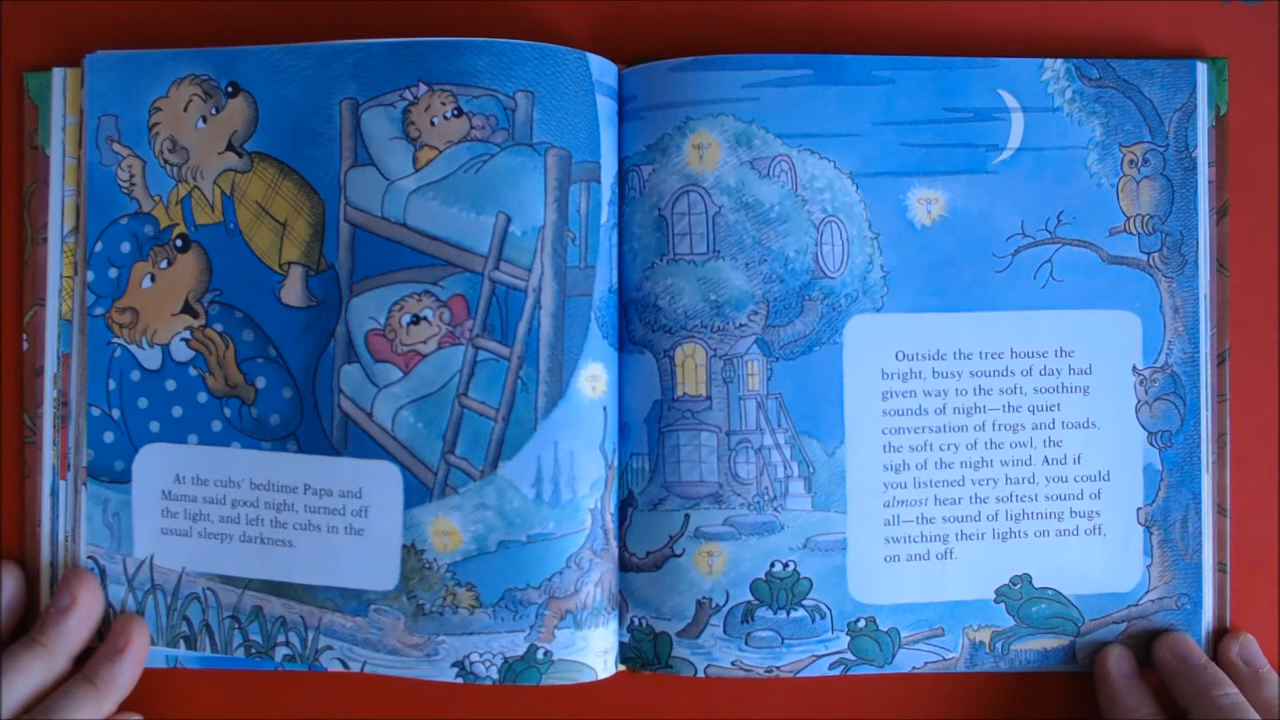 At the cubs' bedtime Papa and
Mama said good night, turned off
the light, and left the cubs in the
usual sleepy darkness.
Outside the tree house the
bright, busy sounds of day had
given way to the soft, soothing
sounds of night—the quiet
conversation of frogs and toads,
the soft cry of the owl, the
sigh of the night wind. And if
you listened very hard, you could
almost hear the softest sound of
all—the sound of lightning bugs
switching their lights on and off,
on and off.